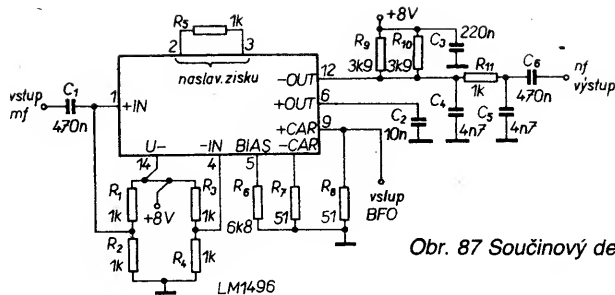 R5 1k
2 3
naslav. zisku
+8V
R9 3k9
R10 3k9
C3 220n
R11 1k
C6 470n
nf výstup
12 -OUT
6 +OUT
9 +CAR
-CAR
C4 4n7
C5 4n7
C2 10n
vstup mf
C1 470n
1 +IN
U- 14
-IN 4
BIAS 5
R1 1k
R3 1k
+8V
R2 1k
R4 1k
R6 6k8
R7 51
R8 51
vstup BFO
LM1496
Obr. 87 Součinový de